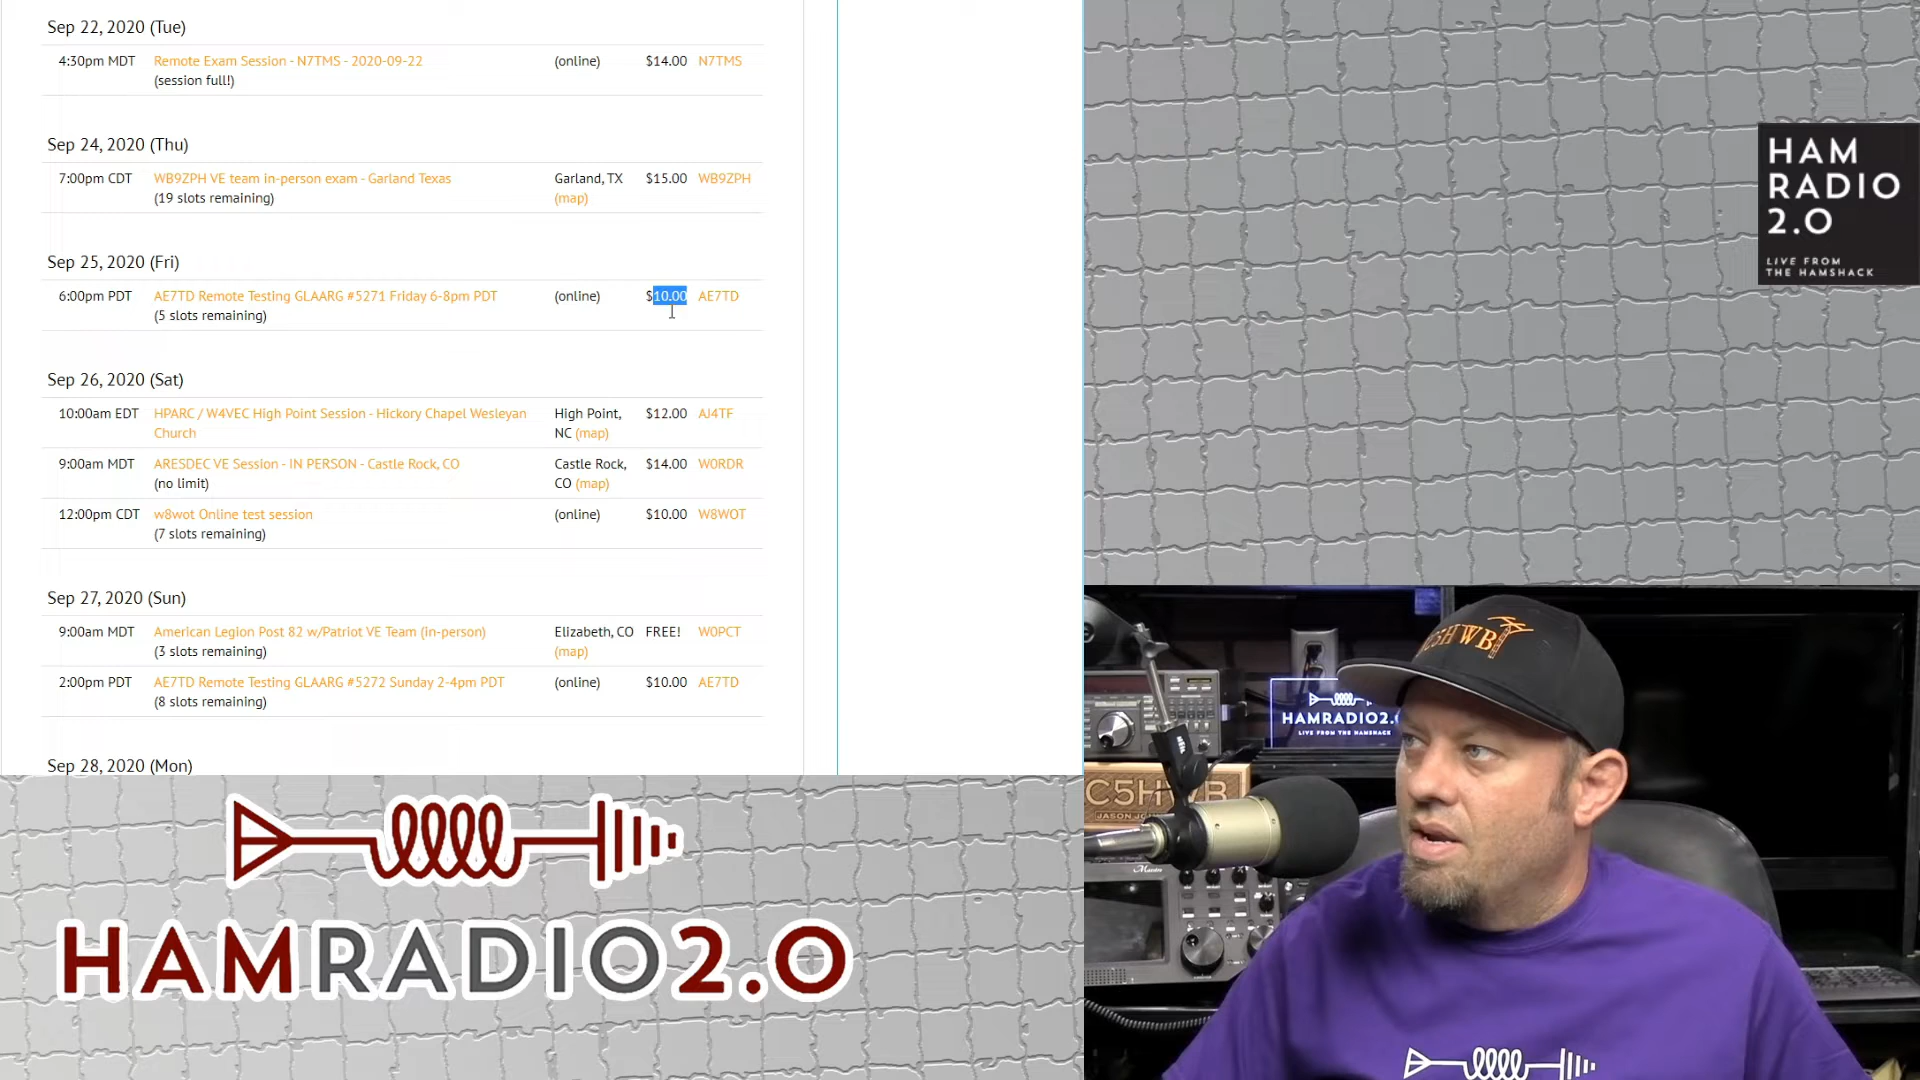 Sep 22, 2020 (Tue)
4:30pm MDT Remote Exam Session - N7TMS - 2020-09-22 (online) $14.00 N7TMS
(session full!)
Sep 24, 2020 (Thu)
7:00pm CDT WB9ZPH VE team in-person exam - Garland Texas Garland, TX $15.00 WB9ZPH
(19 slots remaining) (map)
Sep 25, 2020 (Fri)
6:00pm PDT AE7TD Remote Testing GLAARG #5271 Friday 6-8pm PDT (online) $10.00 AE7TD
(5 slots remaining)
Sep 26, 2020 (Sat)
10:00am EDT HPARC / W4VEC High Point Session - Hickory Chapel Wesleyan High Point, $12.00 AJ4TF
Church NC (map)
9:00am MDT ARESDEC VE Session - IN PERSON - Castle Rock, CO Castle Rock, $14.00 W0RDR
(no limit) CO (map)
12:00pm CDT w8wot Online test session (online) $10.00 W8WOT
(7 slots remaining)
Sep 27, 2020 (Sun)
9:00am MDT American Legion Post 82 w/Patriot VE Team (in-person) Elizabeth, CO FREE! W0PCT
(3 slots remaining) (map)
2:00pm PDT AE7TD Remote Testing GLAARG #5272 Sunday 2-4pm PDT (online) $10.00 AE7TD
(8 slots remaining)
Sep 28, 2020 (Mon)
HAMRADIO2.0
HAM
RADIO
2.0
LIVE FROM
THE HAMSHACK
HAMRADIO2.
LIVE FROM THE HAMSHACK
C5HWB
JASON